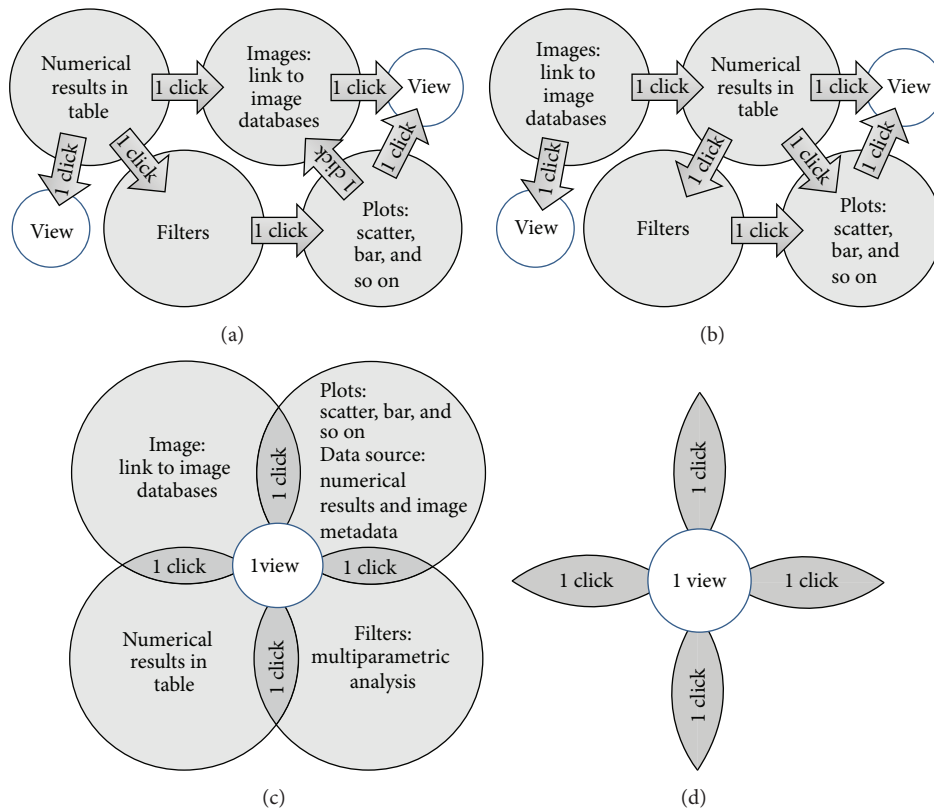 Numerical
results in
table
1 click
Images:
link to
image
databases
1 click
View
1 click
1 click
1 click
1 click
View
Filters
1 click
Plots:
scatter,
bar, and
so on
(a)
Images:
link to
image
databases
1 click
Numerical
results in
table
1 click
View
1 click
1 click
1 click
1 click
View
Filters
1 click
Plots:
scatter,
bar, and
so on
(b)
Image:
link to image
databases
1 click
Plots:
scatter, bar, and
so on
Data source:
numerical
results and image
metadata
1 click
1view
1 click
Numerical
results in
table
1 click
Filters:
multiparametric
analysis
(c)
1 click
1 click
1 view
1 click
1 click
(d)